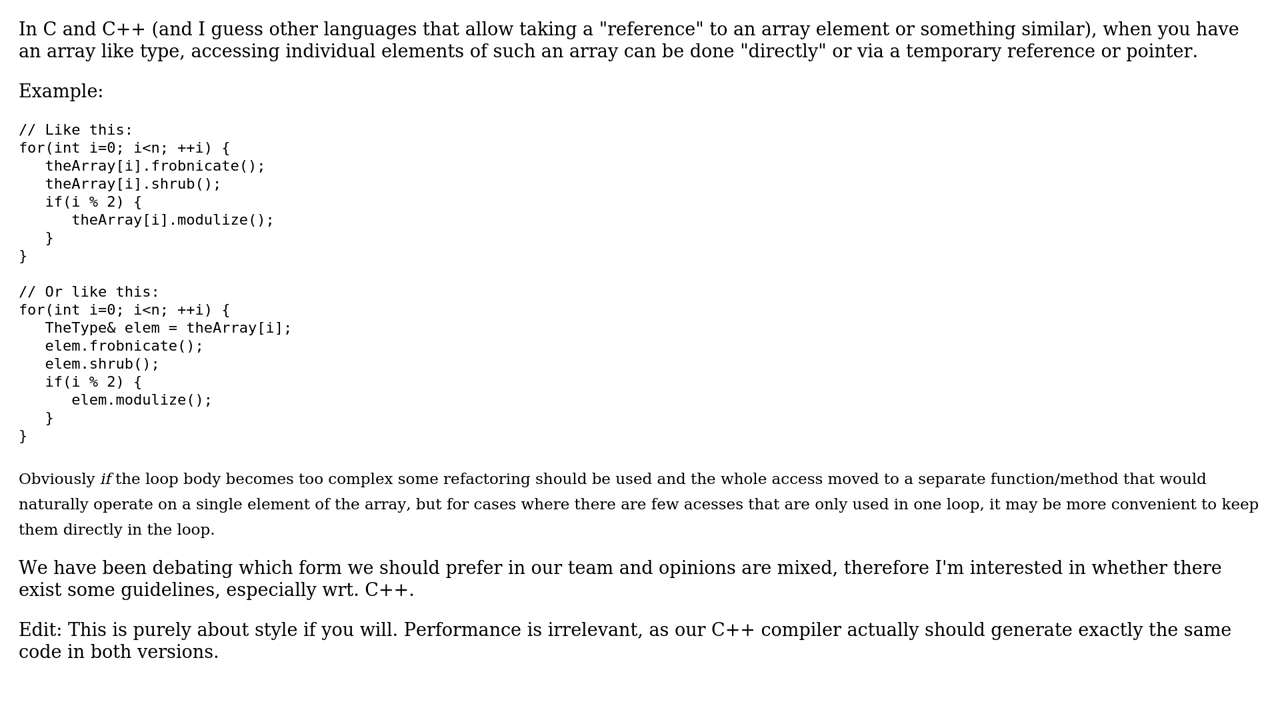 In C and C++ (and I guess other languages that allow taking a "reference" to an array element or something similar), when you have
an array like type, accessing individual elements of such an array can be done "directly" or via a temporary reference or pointer.
Example:
// Like this:
for(int i=0; i<n; ++i) {
   theArray[i].frobnicate();
   theArray[i].shrub();
   if(i % 2) {
      theArray[i].modulize();
   }
}
// Or like this:
for(int i=0; i<n; ++i) {
   TheType& elem = theArray[i];
   elem.frobnicate();
   elem.shrub();
   if(i % 2) {
      elem.modulize();
   }
}
Obviously if the loop body becomes too complex some refactoring should be used and the whole access moved to a separate function/method that would
naturally operate on a single element of the array, but for cases where there are few acesses that are only used in one loop, it may be more convenient to keep
them directly in the loop.
We have been debating which form we should prefer in our team and opinions are mixed, therefore I'm interested in whether there
exist some guidelines, especially wrt. C++.
Edit: This is purely about style if you will. Performance is irrelevant, as our C++ compiler actually should generate exactly the same
code in both versions.